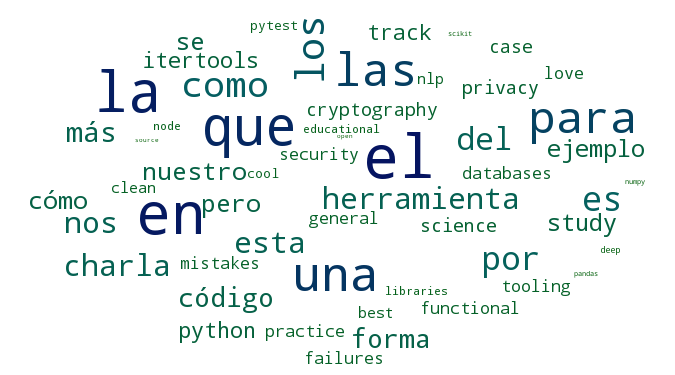 pytest
scikit
los
track
se
case
itertools
las
nlp
love
la
como
privacy
cryptography
para
que
node
educational
más
open
source
el
del
ejemplo
security
nuestro
cool
databases
numpy
clean
en
cómo
pero
herramienta
es
nos
general
science
study
esta
deep
charla
mistakes
por
pandas
una
tooling
libraries
código
best
functional
python
practice
forma
failures